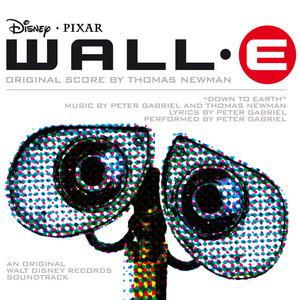 Disney • PIXAR
WALL•E
ORIGINAL SCORE BY THOMAS NEWMAN
"DOWN TO EARTH"
MUSIC BY PETER GABRIEL AND THOMAS NEWMAN
LYRICS BY PETER GABRIEL
PERFORMED BY PETER GABRIEL
AN ORIGINAL
WALT DISNEY RECORDS
SOUNDTRACK